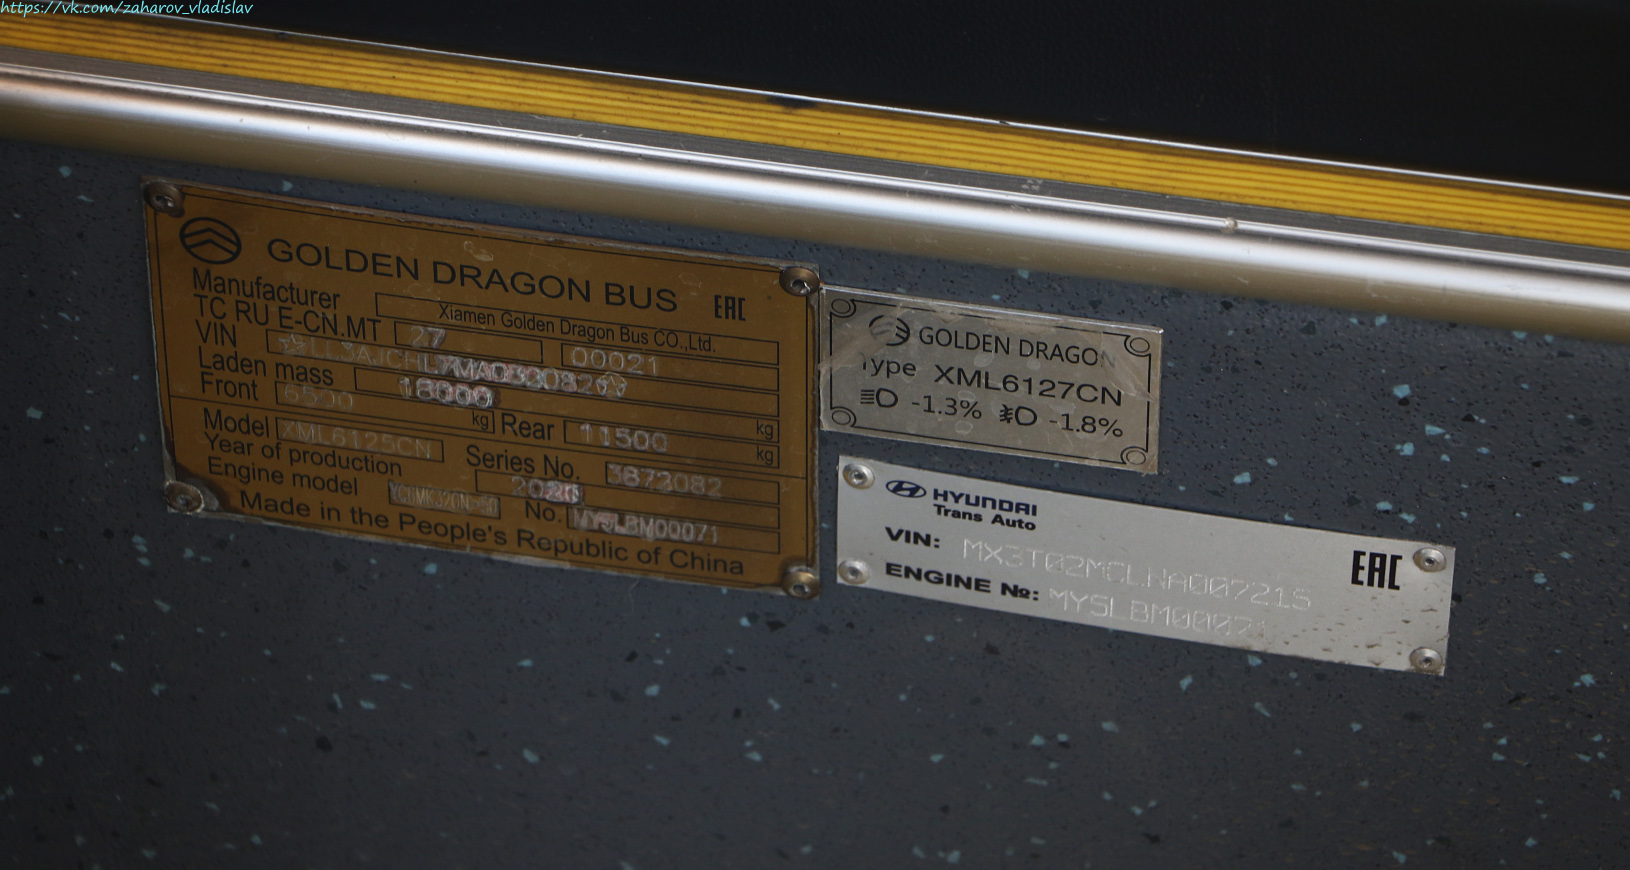 https://vk.com/zaharov_vladislav
GOLDEN DRAGON BUS EAC
Manufacturer Xiamen Golden Dragon Bus CO.,Ltd.
TC RU E-CN.MT 27 00021
VIN
Laden mass 18000 kg
Front 6500 kg Rear 11500 kg
Model XML6125CN Series No. 3873082
Year of production 2020
Engine model No. MYSLBM00071
Made in the People's Republic of China
GOLDEN DRAGON
Type XML6127CN
-1.3% -1.8%
HYUNDAI
Trans Auto
VIN: MX3T02MCLNA00721S
EAC
ENGINE №: MYSLBM00071